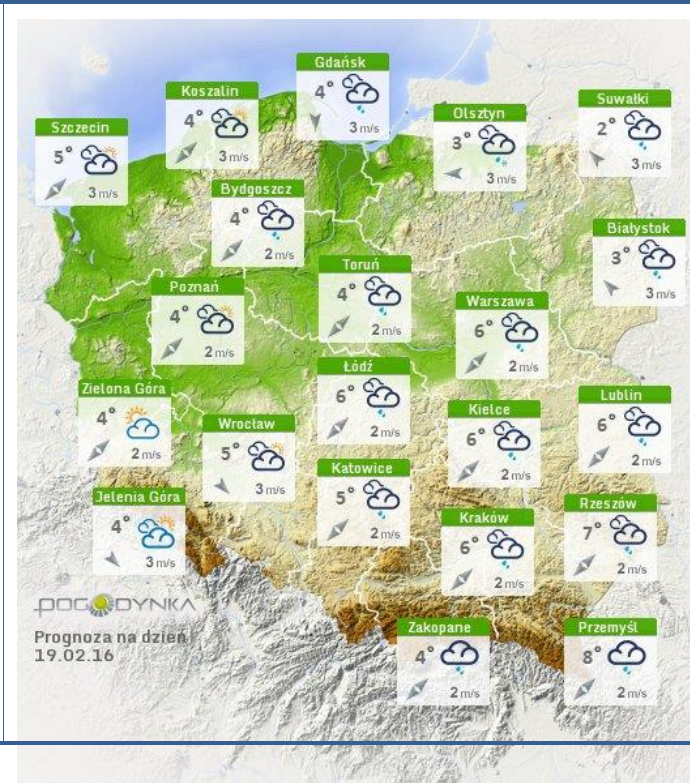 Gdańsk
4°
3 m/s
Koszalin
4°
3 m/s
Suwałki
2°
3 m/s
Olsztyn
3°
3 m/s
Szczecin
5°
3 m/s
Bydgoszcz
4°
2 m/s
Białystok
3°
3 m/s
Toruń
4°
2 m/s
Poznań
4°
2 m/s
Warszawa
6°
2 m/s
Łódź
6°
2 m/s
Zielona Góra
4°
2 m/s
Lublin
6°
2 m/s
Kielce
6°
2 m/s
Wrocław
5°
3 m/s
Katowice
5°
2 m/s
Jelenia Góra
4°
3 m/s
Rzeszów
7°
2 m/s
Kraków
6°
2 m/s
POGODYNKA
Prognoza na dzień
19.02.16
Zakopane
4°
2 m/s
Przemyśl
8°
2 m/s